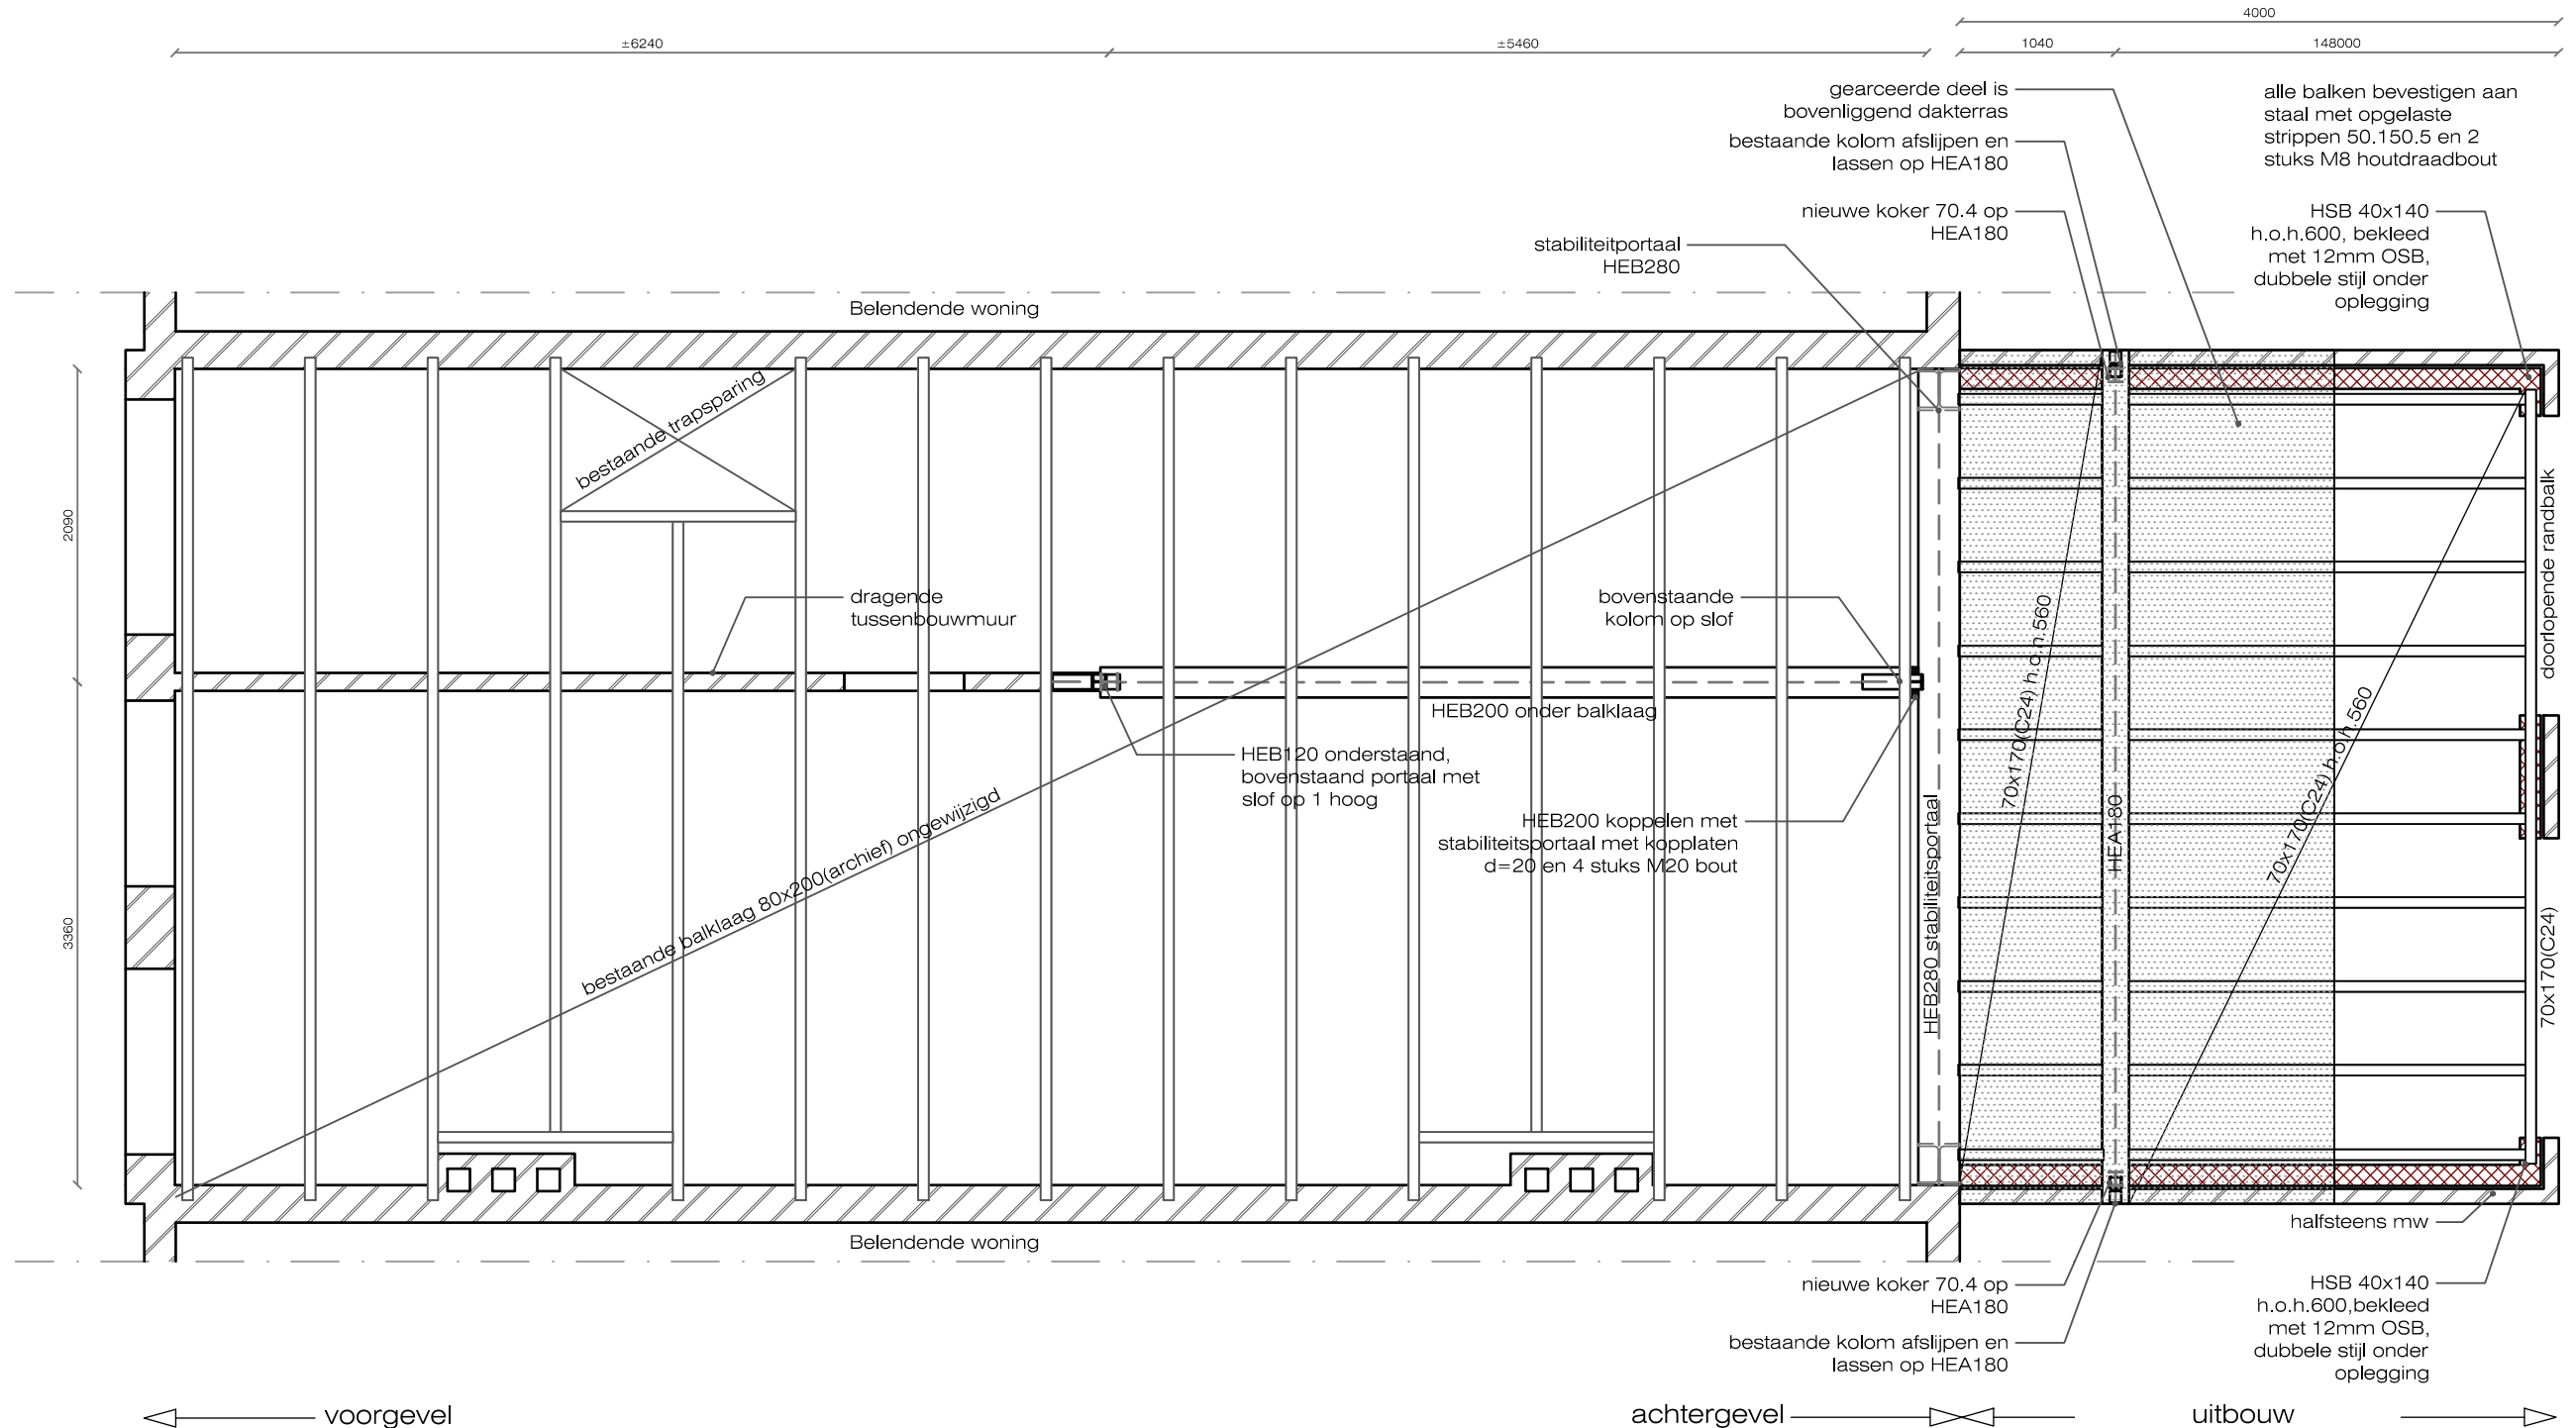 4000
±6240
±5460
1040
148000
gearceerde deel is
bovenliggend dakterras
bestaande kolom afslijpen en
lassen op HEA180
nieuwe koker 70.4 op
HEA180
stabiliteitportaal
HEB280
alle balken bevestigen aan
staal met opgelaste
strippen 50.150.5 en 2
stuks M8 houtdraadbout
HSB 40x140
h.o.h.600, bekleed
met 12mm OSB,
dubbele stijl onder
oplegging
Belendende woning
bestaande trapsparing
2090
dragende
tussenbouwmuur
bovenstaande
kolom op slof
HEB200 onder balklaag
HEB120 onderstaand,
bovenstaand portaal met
slof op 1 hoog
HEB200 koppelen met
stabiliteitsportaal met kopplaten
d=20 en 4 stuks M20 bout
bestaande balklaag 80x200(archief) ongewijzigd
3360
HEB280 stabiliteitsportaal
70x170(C24) h.o.h.560
HEA180
70x170(C24) h.o.h.560
doorlopende randbalk
70x170(C24)
Belendende woning
halfsteens mw
nieuwe koker 70.4 op
HEA180
bestaande kolom afslijpen en
lassen op HEA180
HSB 40x140
h.o.h.600,bekleed
met 12mm OSB,
dubbele stijl onder
oplegging
voorgevel
achtergevel
uitbouw